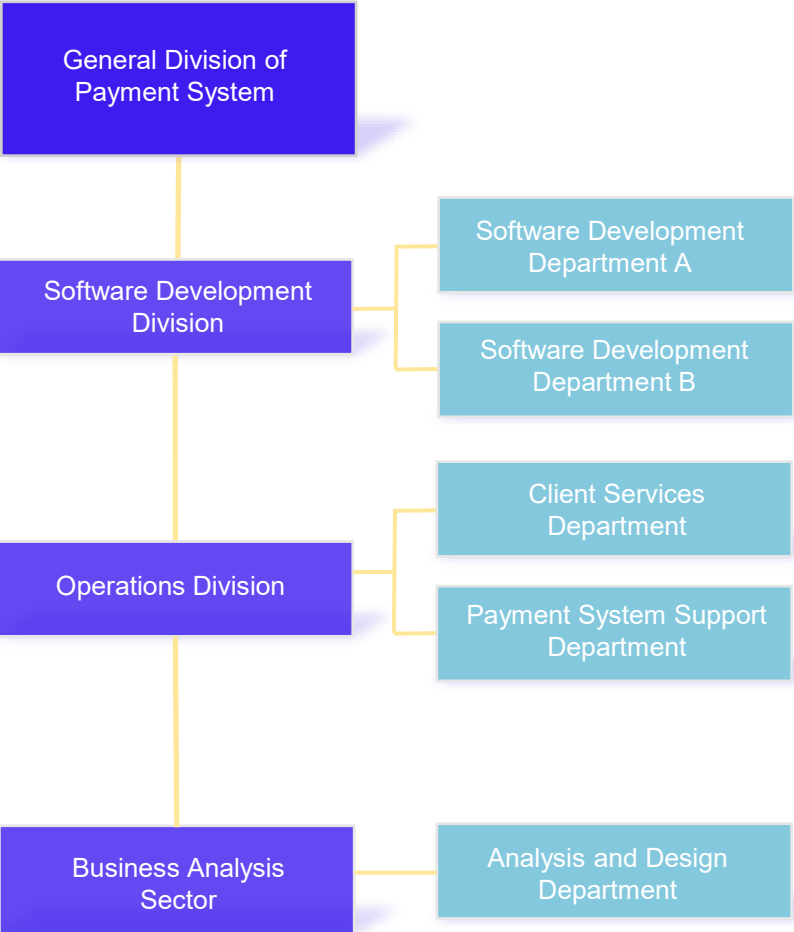 General Division of
Payment System
Software Development
Division
Software Development
Department A
Software Development
Department B
Operations Division
Client Services
Department
Payment System Support
Department
Business Analysis
Sector
Analysis and Design
Department